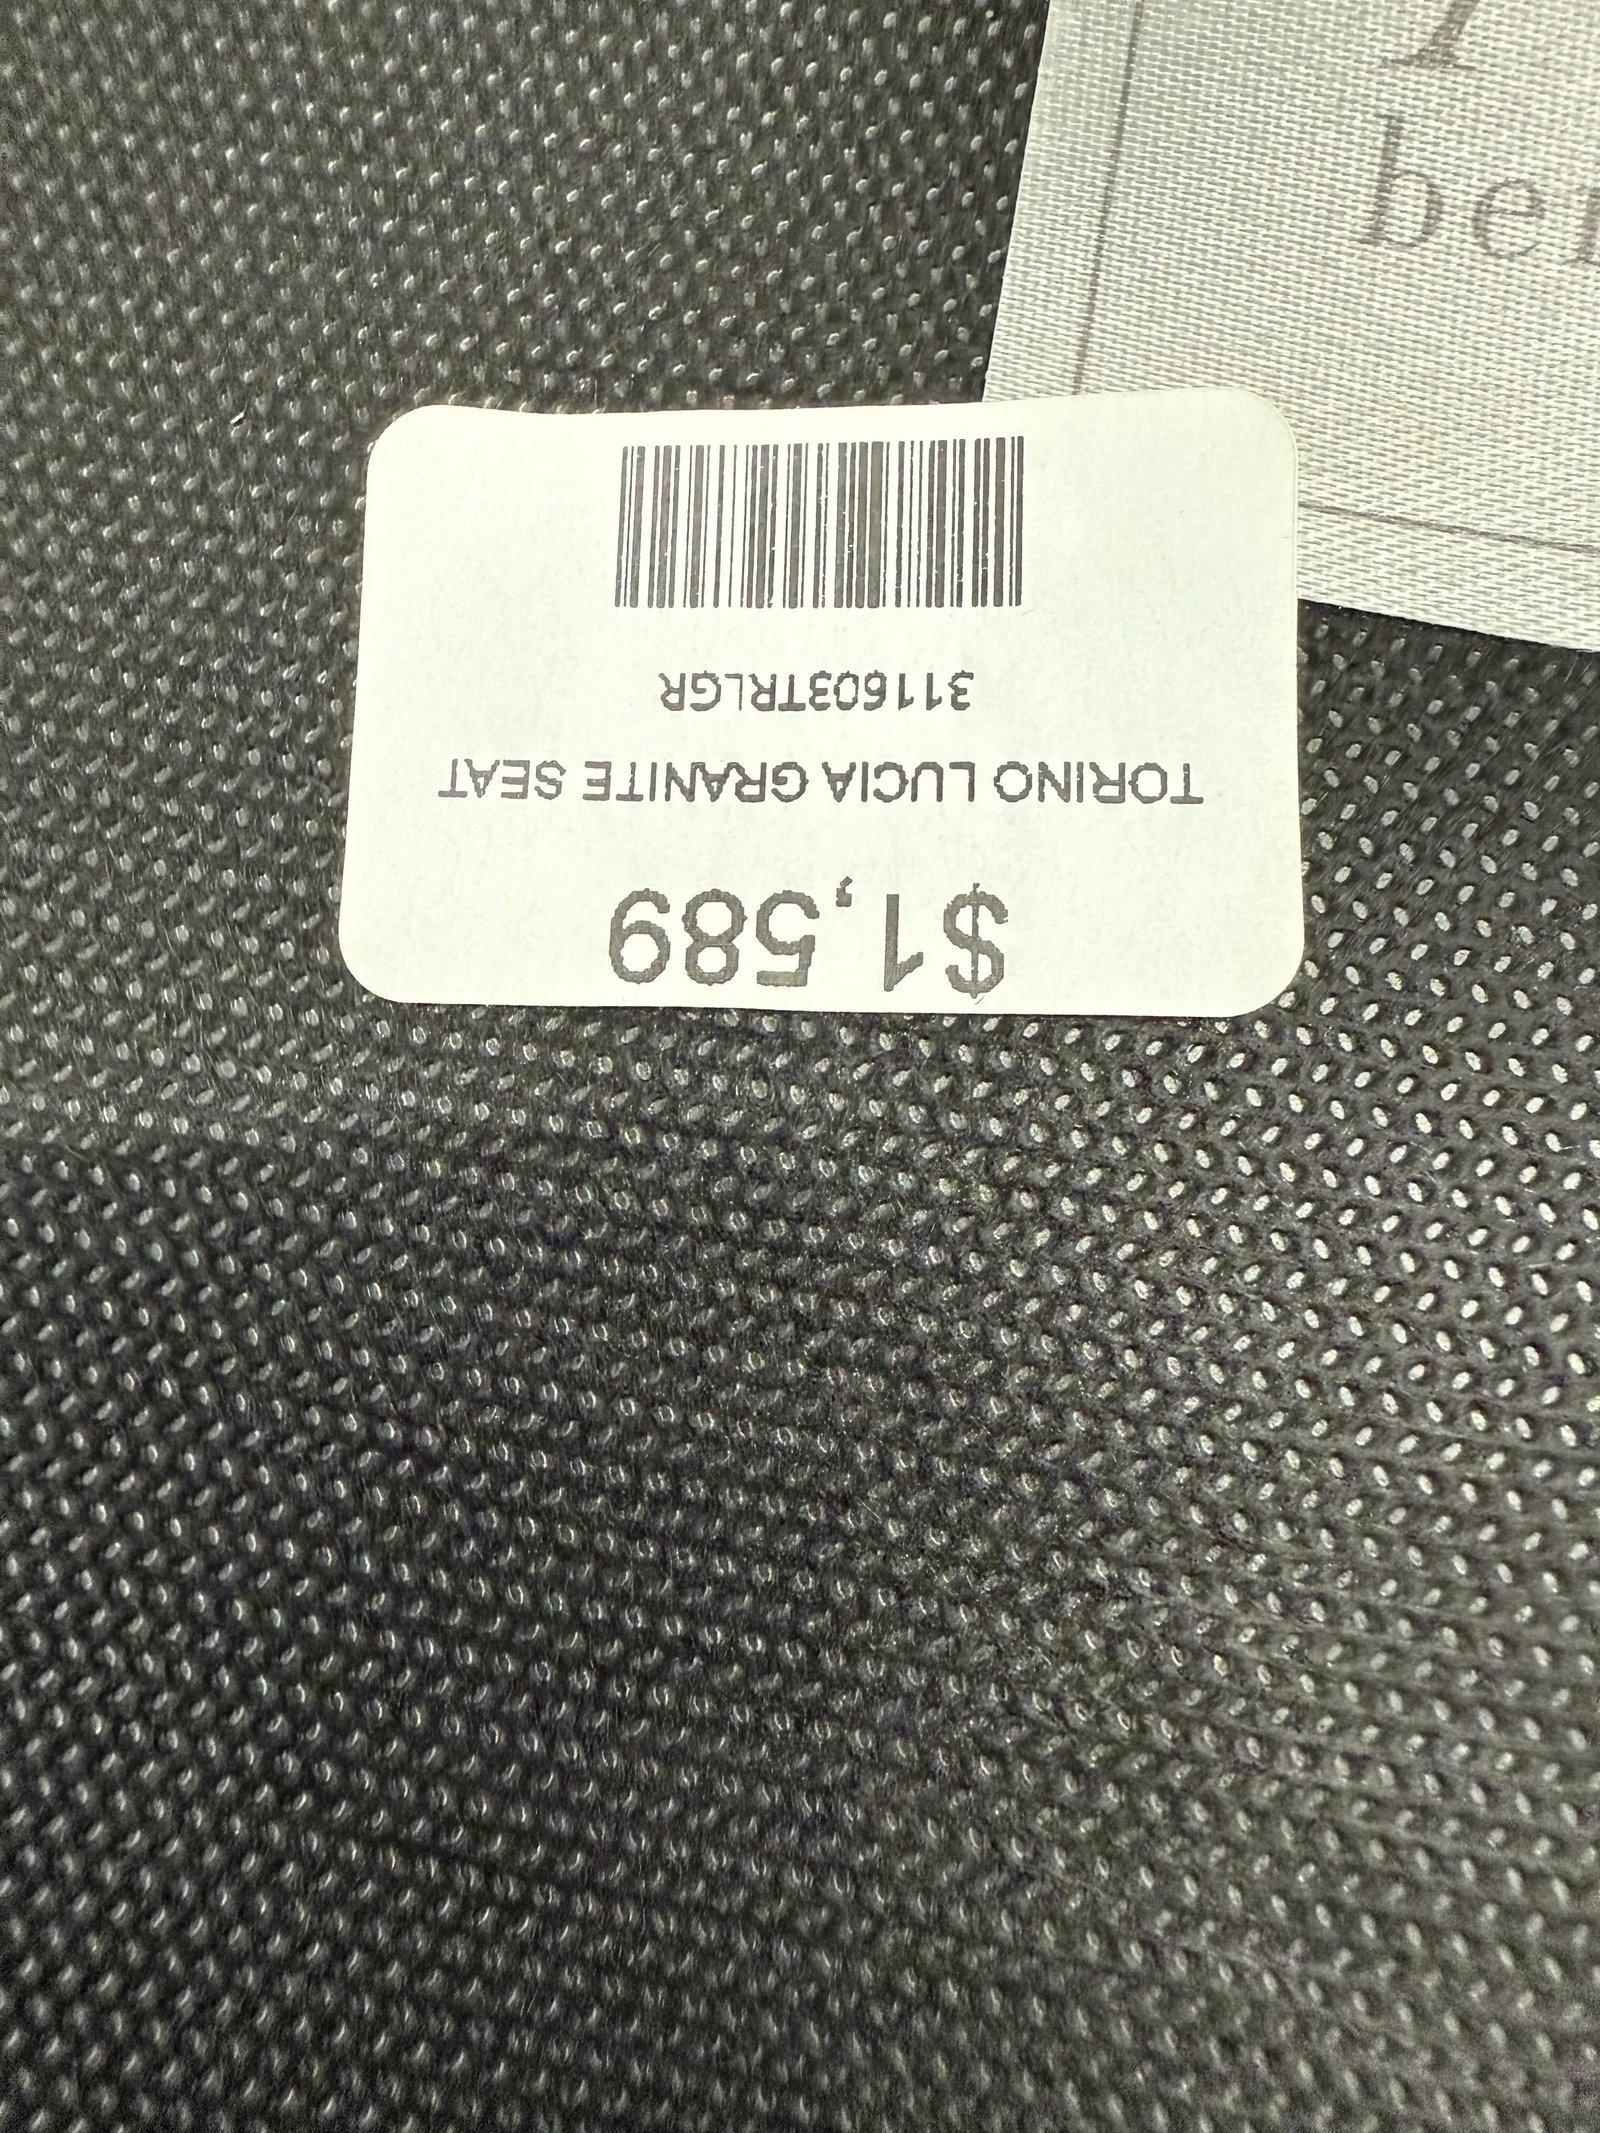 $1,589
TORINO LUCIA GRANITE SEAT
311603TRLGR